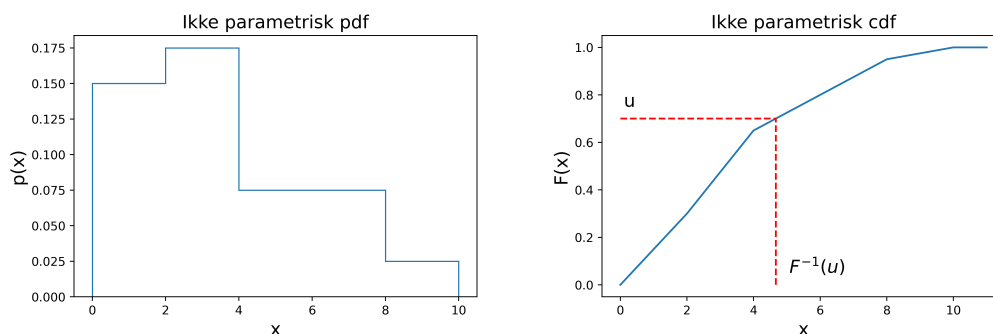 Ikke parametrisk pdf
0.175
0.150
0.125
0.100
0.075
0.050
0.025
0.000
p(x)
0 2 4 6 8 10
x
Ikke parametrisk cdf
1.0
0.8
0.6
0.4
0.2
0.0
F(x)
u
F⁻¹(u)
0 2 4 6 8 10
x